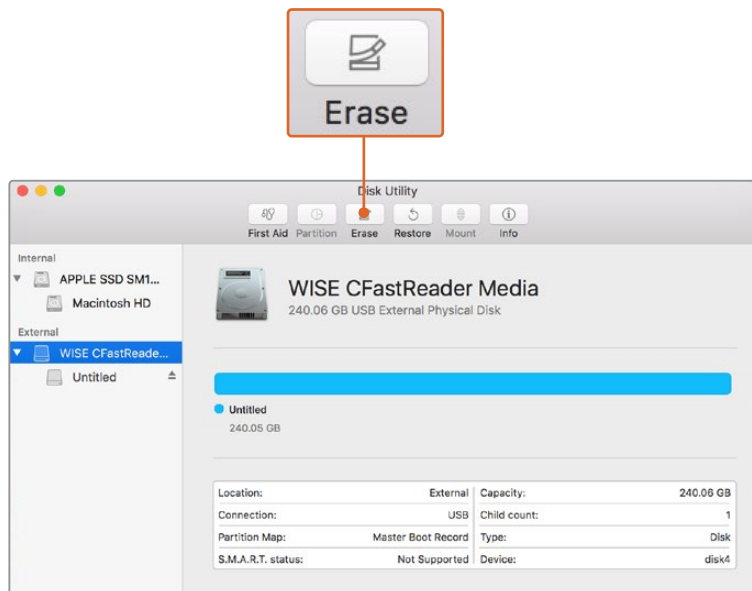 Erase
Disk Utility
First Aid Partition Erase Restore Mount Info
Internal
APPLE SSD SM1...
Macintosh HD
External
WISE CFastReade...
Untitled
WISE CFastReader Media
240.06 GB USB External Physical Disk
Untitled
240.05 GB
Location: External Capacity: 240.06 GB
Connection: USB Child count: 1
Partition Map: Master Boot Record Type: Disk
S.M.A.R.T. status: Not Supported Device: disk4